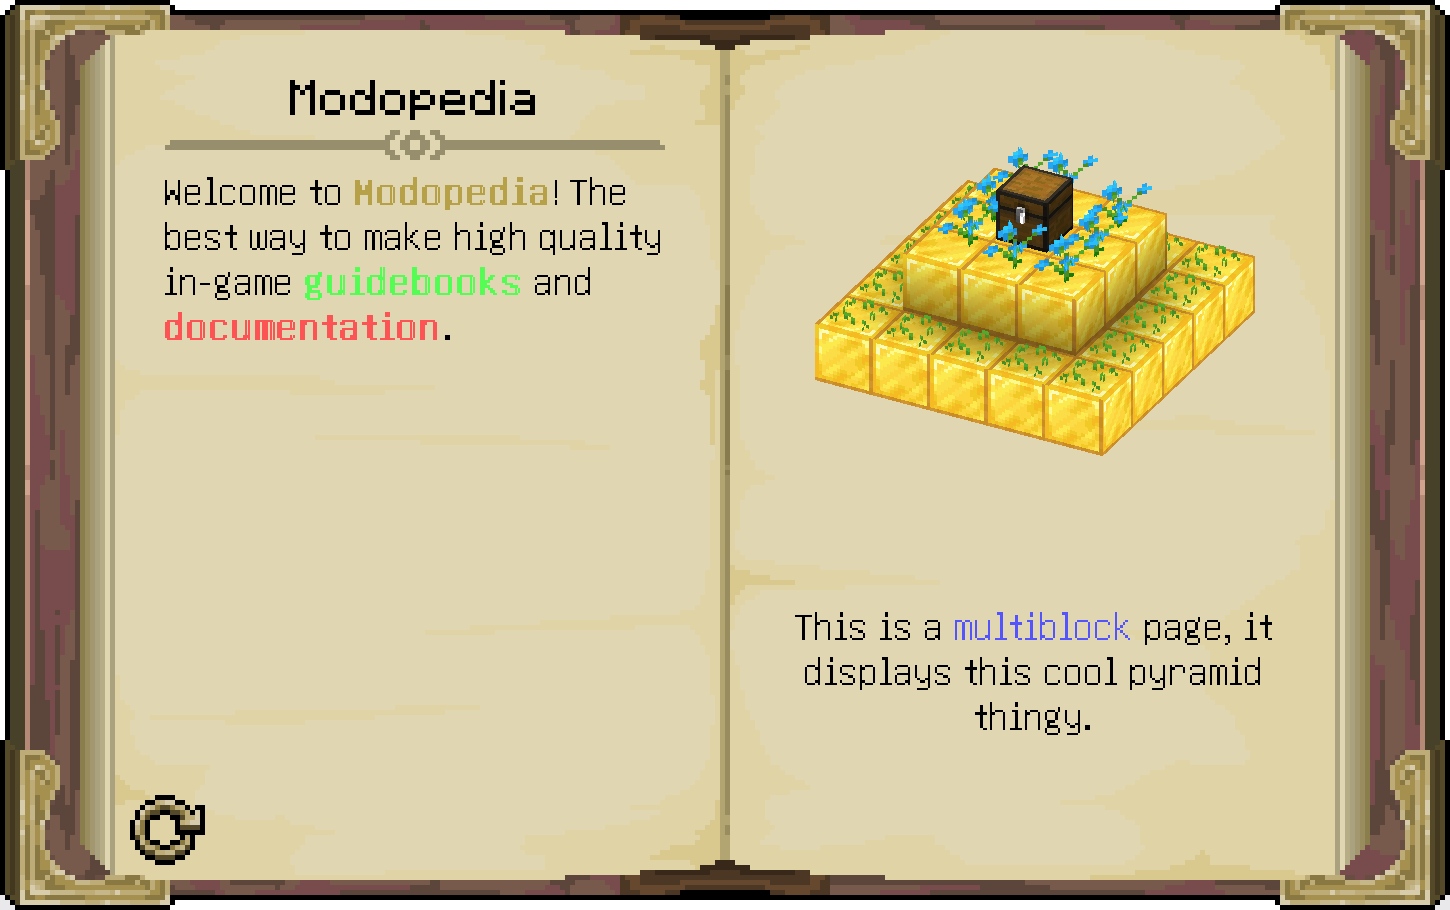 Modopedia
Welcome to Modopedia! The
best way to make high quality
in-game guidebooks and
documentation.
This is a multiblock page, it
displays this cool pyramid
thingy.